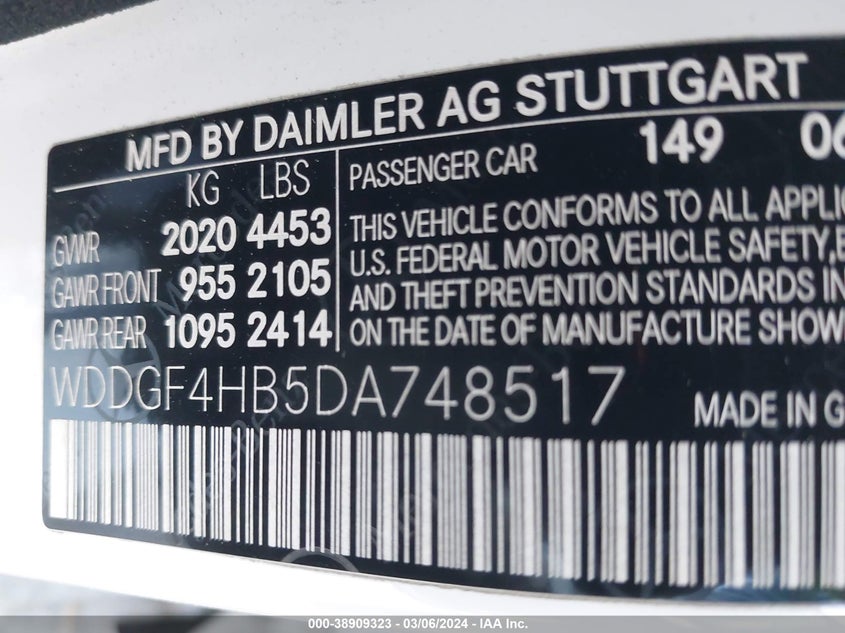 MFD BY DAIMLER AG STUTTGART
KG LBS
GVWR 2020 4453
GAWR FRONT 955 2105
GAWR REAR 1095 2414
PASSENGER CAR 149 06
THIS VEHICLE CONFORMS TO ALL APPLIC
U.S. FEDERAL MOTOR VEHICLE SAFETY,
AND THEFT PREVENTION STANDARDS IN
ON THE DATE OF MANUFACTURE SHOW
WDDGF4HB5DA748517
MADE IN G
000-38909323 - 03/06/2024 - IAA Inc.